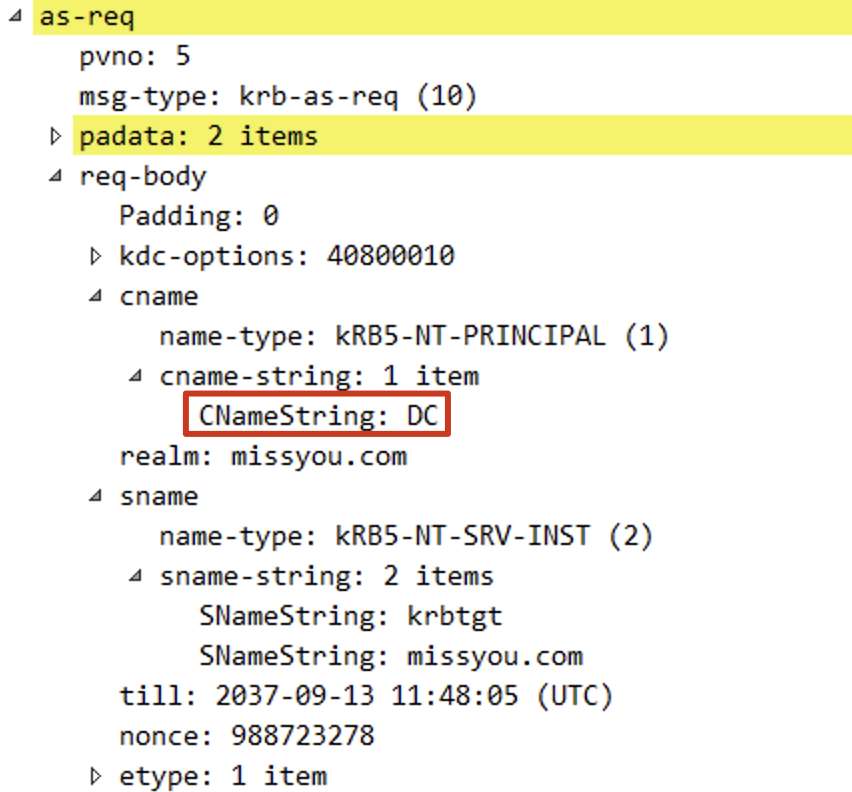 as-req
pvno: 5
msg-type: krb-as-req (10)
padata: 2 items
req-body
Padding: 0
kdc-options: 40800010
cname
name-type: kRB5-NT-PRINCIPAL (1)
cname-string: 1 item
CNameString: DC
realm: missyou.com
sname
name-type: kRB5-NT-SRV-INST (2)
sname-string: 2 items
SNameString: krbtgt
SNameString: missyou.com
till: 2037-09-13 11:48:05 (UTC)
nonce: 988723278
etype: 1 item